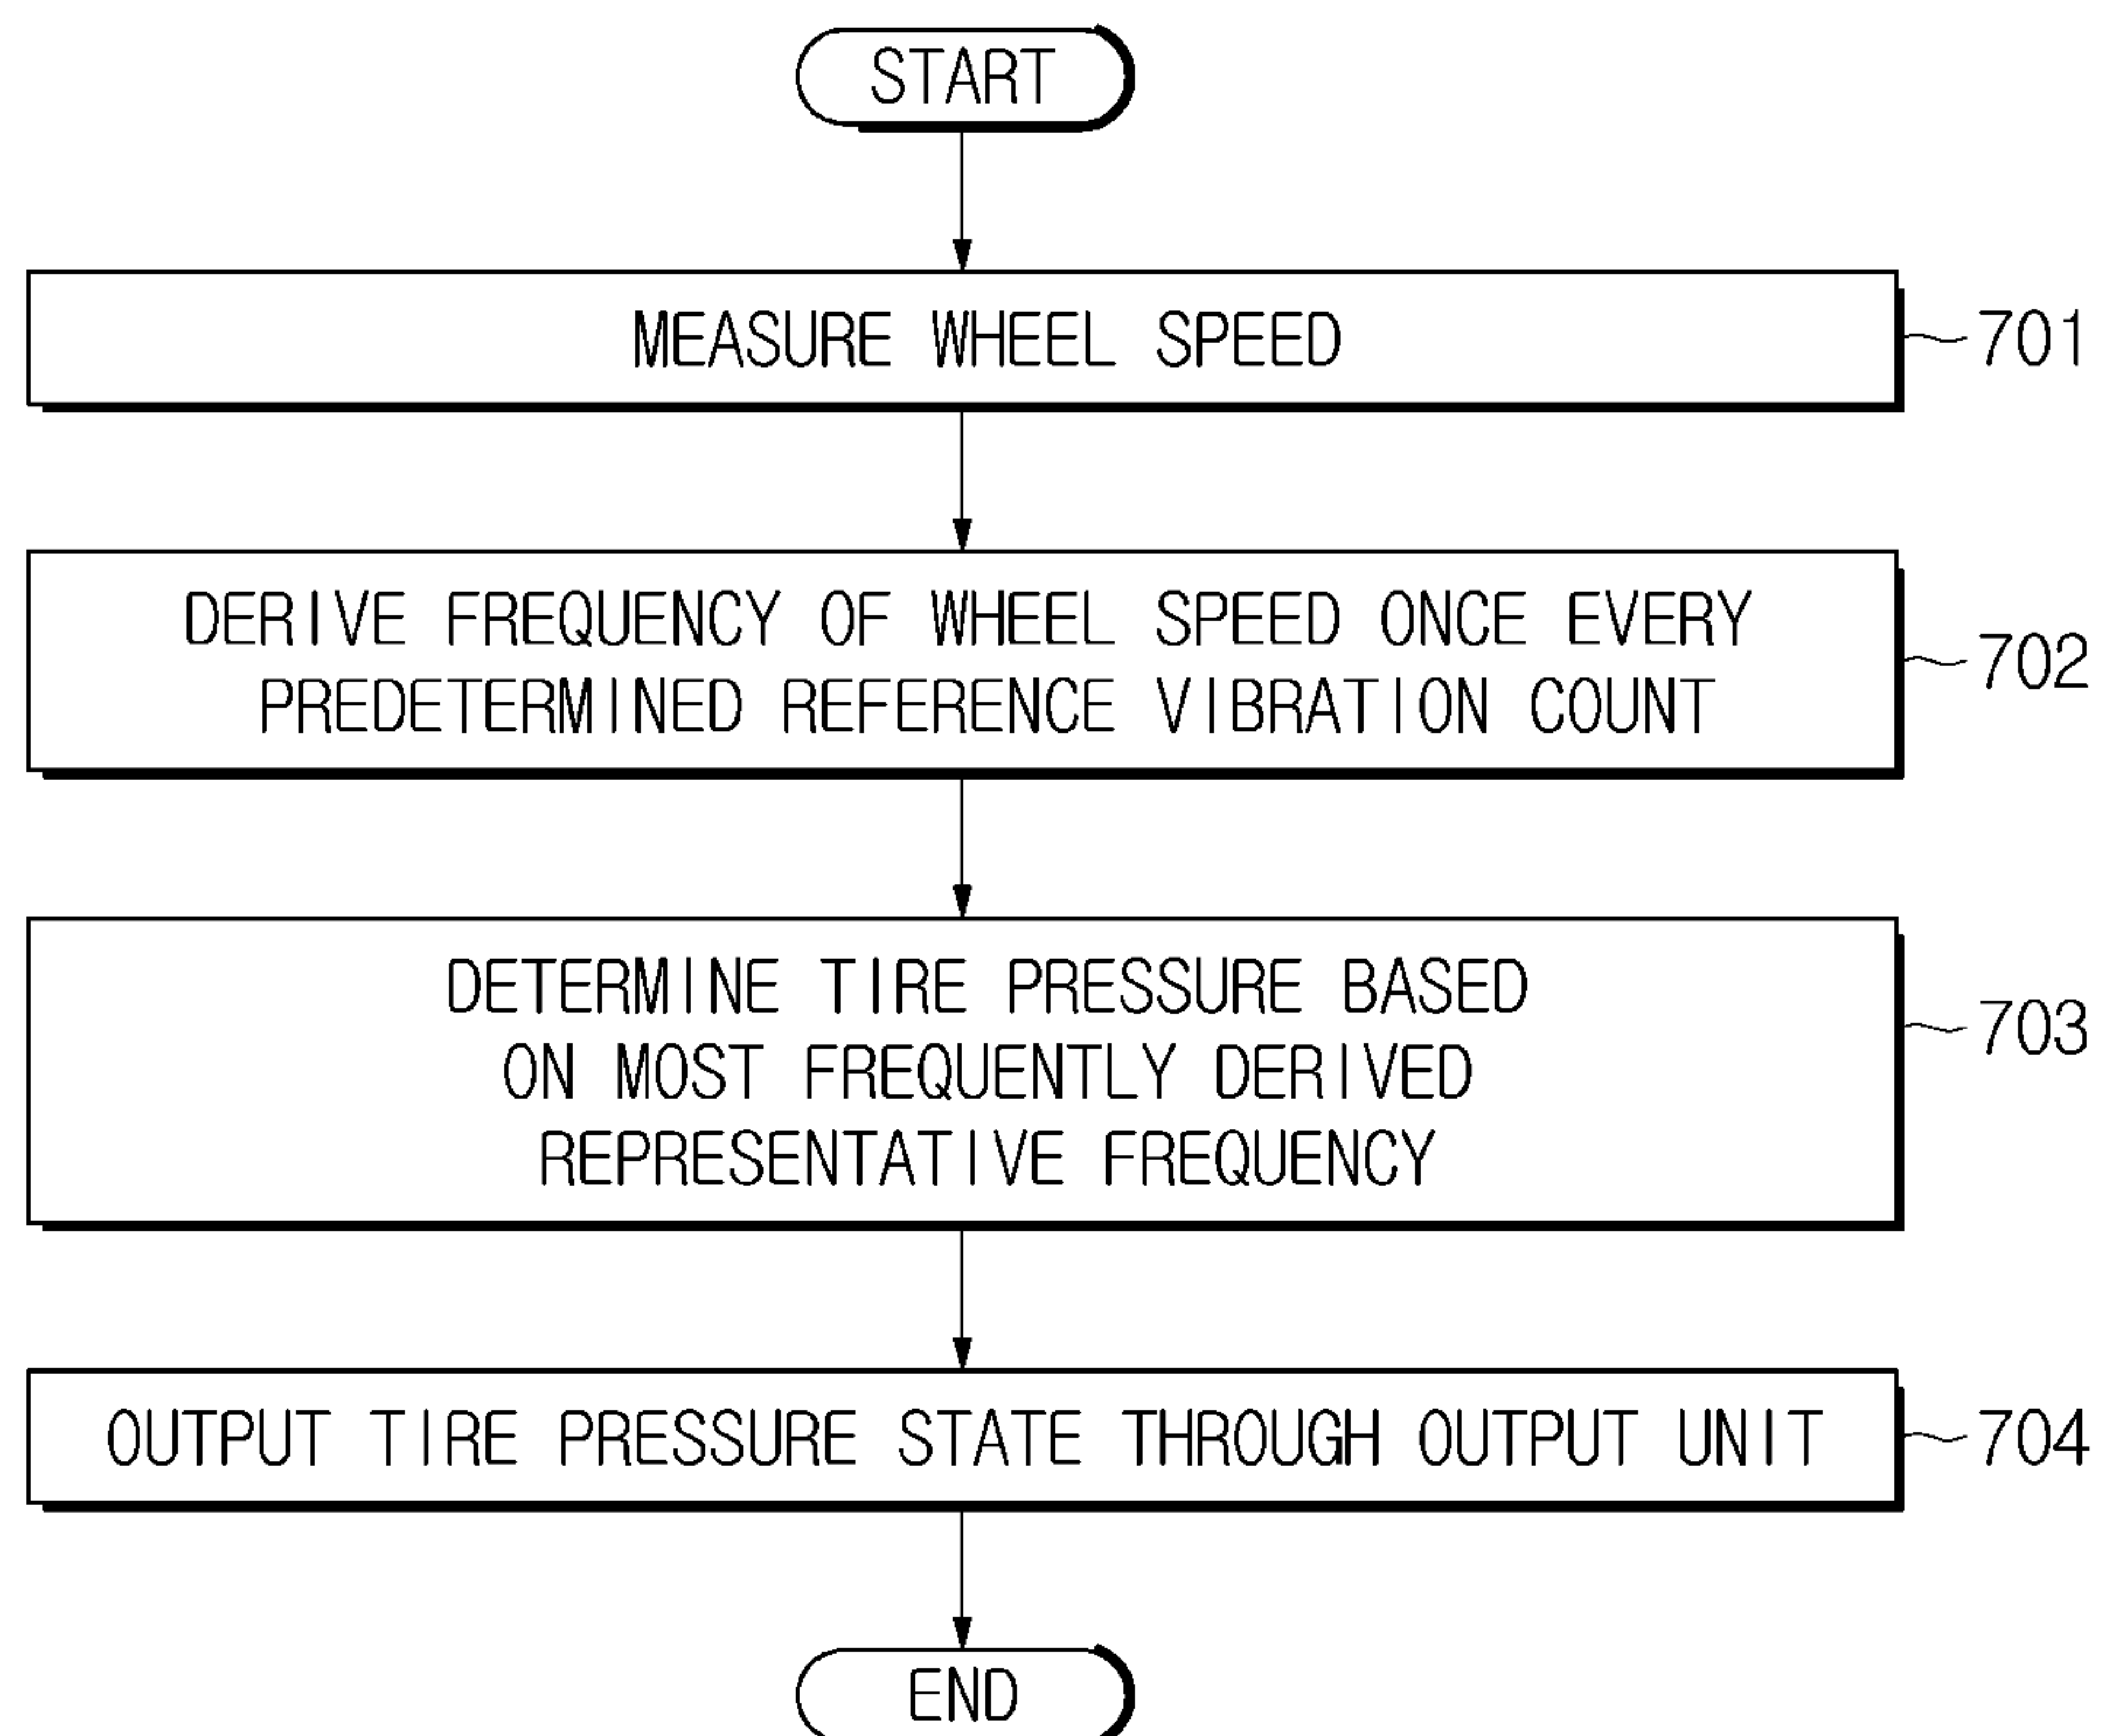 START
MEASURE WHEEL SPEED
701
DERIVE FREQUENCY OF WHEEL SPEED ONCE EVERY
PREDETERMINED REFERENCE VIBRATION COUNT
702
DETERMINE TIRE PRESSURE BASED
ON MOST FREQUENTLY DERIVED
REPRESENTATIVE FREQUENCY
703
OUTPUT TIRE PRESSURE STATE THROUGH OUTPUT UNIT
704
END